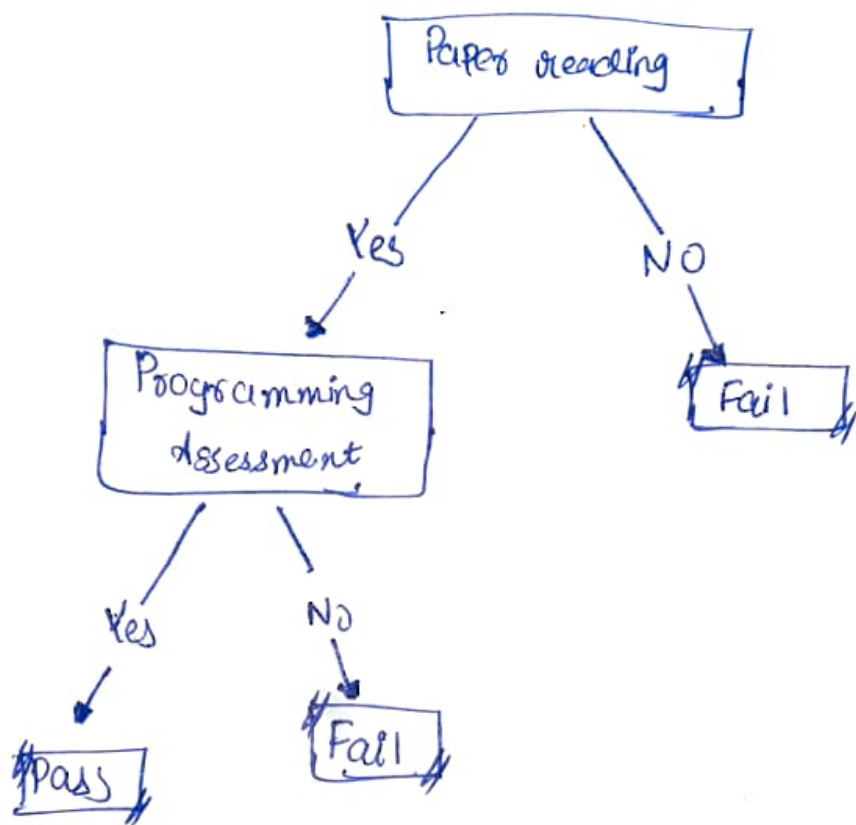 Paper reading
Yes
NO
Programming
Assessment
Fail
Yes
No
Pass
Fail